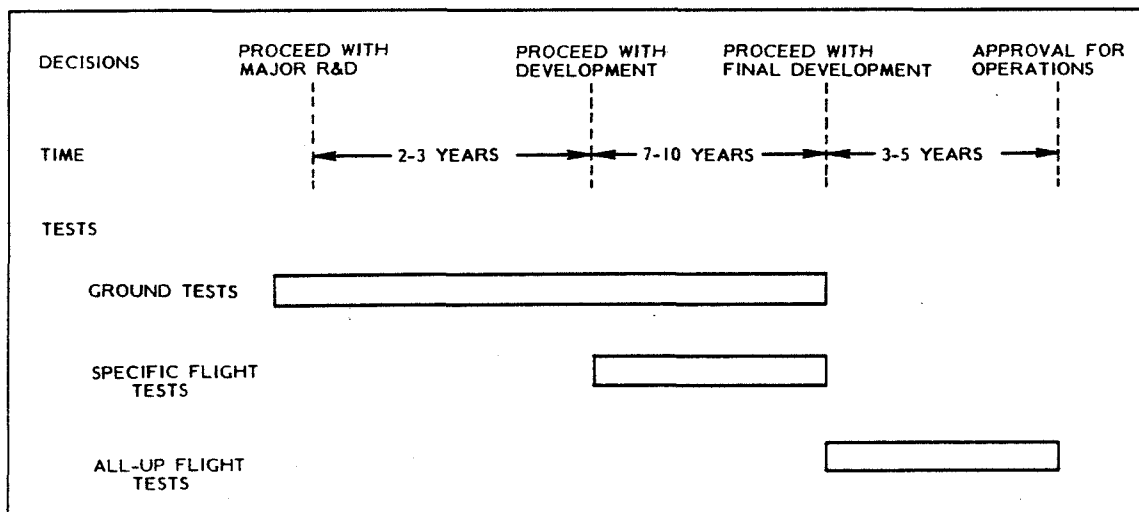 DECISIONS
PROCEED WITH
MAJOR R&D
PROCEED WITH
DEVELOPMENT
PROCEED WITH
FINAL DEVELOPMENT
APPROVAL FOR
OPERATIONS
TIME
2-3 YEARS
7-10 YEARS
3-5 YEARS
TESTS
GROUND TESTS
SPECIFIC FLIGHT
TESTS
ALL-UP FLIGHT
TESTS